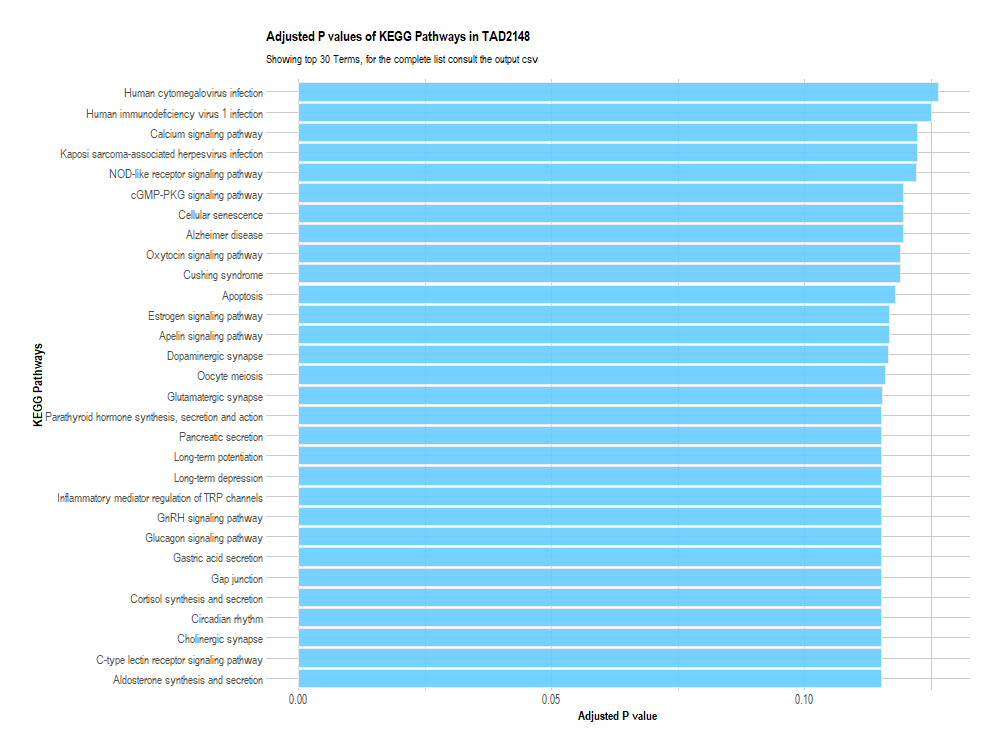 Adjusted P values of KEGG Pathways in TAD2148
Showing top 30 Terms, for the complete list consult the output csv
KEGG Pathways
Human cytomegalovirus infection
Human immunodeficiency virus 1 infection
Calcium signaling pathway
Kaposi sarcoma-associated herpesvirus infection
NOD-like receptor signaling pathway
cGMP-PKG signaling pathway
Cellular senescence
Alzheimer disease
Oxytocin signaling pathway
Cushing syndrome
Apoptosis
Estrogen signaling pathway
Apelin signaling pathway
Dopaminergic synapse
Oocyte meiosis
Glutamatergic synapse
Parathyroid hormone synthesis, secretion and action
Pancreatic secretion
Long-term potentiation
Long-term depression
Inflammatory mediator regulation of TRP channels
GnRH signaling pathway
Glucagon signaling pathway
Gastric acid secretion
Gap junction
Cortisol synthesis and secretion
Circadian rhythm
Cholinergic synapse
C-type lectin receptor signaling pathway
Aldosterone synthesis and secretion
0.00 0.05 0.10
Adjusted P value